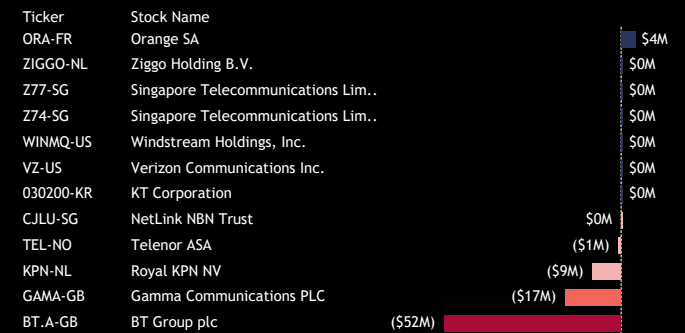 Ticker Stock Name
ORA-FR Orange SA $4M
ZIGGO-NL Ziggo Holding B.V. $0M
Z77-SG Singapore Telecommunications Lim.. $0M
Z74-SG Singapore Telecommunications Lim.. $0M
WINMQ-US Windstream Holdings, Inc. $0M
VZ-US Verizon Communications Inc. $0M
030200-KR KT Corporation $0M
CJLU-SG NetLink NBN Trust $0M
TEL-NO Telenor ASA ($1M)
KPN-NL Royal KPN NV ($9M)
GAMA-GB Gamma Communications PLC ($17M)
BT.A-GB BT Group plc ($52M)